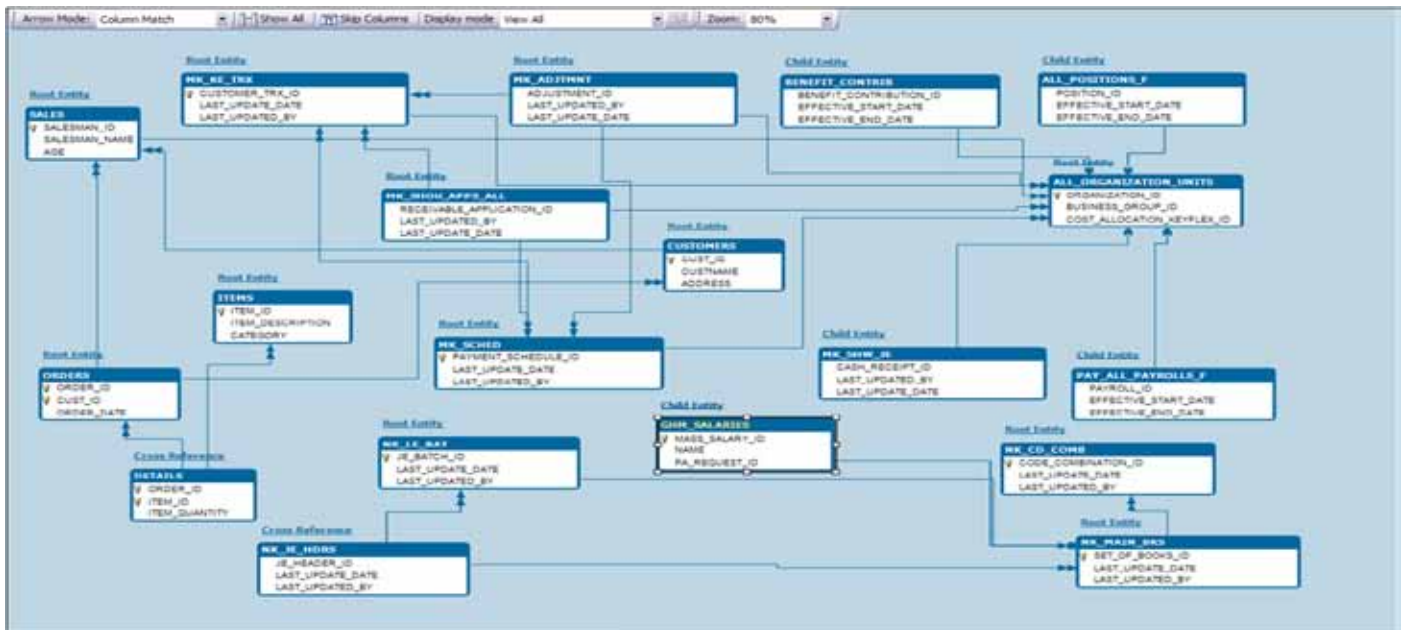 Arrow Mode: Column Match Show All Skip Columns Display mode View All Zoom: 80%
Root Entity
SALES
SALESMAN_ID
SALESMAN_NAME
AGE
Root Entity
CUSTOMER_TRX_ID
LAST_UPDATE_DATE
LAST_UPDATED_BY
Root Entity
MK_ADJTMNT
ADJUSTMENT_ID
LAST_UPDATED_BY
LAST_UPDATE_DATE
Child Entity
BENEFIT_CONTRIB
BENEFIT_CONTRIBUTION_ID
EFFECTIVE_START_DATE
EFFECTIVE_END_DATE
Child Entity
ALL_POSITIONS_F
POSITION_ID
EFFECTIVE_START_DATE
EFFECTIVE_END_DATE
Root Entity
RECEIVABLE_APPLICATION_ID
LAST_UPDATED_BY
LAST_UPDATE_DATE
Root Entity
ALL_ORGANIZATION_UNITS
ORGANIZATION_ID
BUSINESS_GROUP_ID
COST_ALLOCATION_KEYFLEX_ID
Root Entity
CUSTOMERS
CUST_ID
CUSTNAME
ADDRESS
Root Entity
ITEMS
ITEM_ID
ITEM_DESCRIPTION
CATEGORY
Root Entity
MK_SCHED
PAYMENT_SCHEDULE_ID
LAST_UPDATE_DATE
LAST_UPDATED_BY
Child Entity
MK_SHW_JE
CASH_RECEIPT_ID
LAST_UPDATED_BY
LAST_UPDATE_DATE
Root Entity
ORDERS
ORDER_ID
CUST_ID
ORDER_DATE
Child Entity
PAY_ALL_PAYROLLS_F
PAYROLL_ID
EFFECTIVE_START_DATE
EFFECTIVE_END_DATE
Child Entity
GHM_SALARIES
MASS_SALARY_ID
NAME
PA_REQUEST_ID
Root Entity
JE_BATCH_ID
LAST_UPDATE_DATE
LAST_UPDATED_BY
Root Entity
NK_CD_COMB
CODE_COMBINATION_ID
LAST_UPDATE_DATE
LAST_UPDATED_BY
Cross Reference
DETAILS
ORDER_ID
ITEM_ID
ITEM_QUANTITY
Cross Reference
NK_JE_HDRS
JE_HEADER_ID
LAST_UPDATE_DATE
LAST_UPDATED_BY
Root Entity
NK_MAIN_BKS
SET_OF_BOOKS_ID
LAST_UPDATE_DATE
LAST_UPDATED_BY